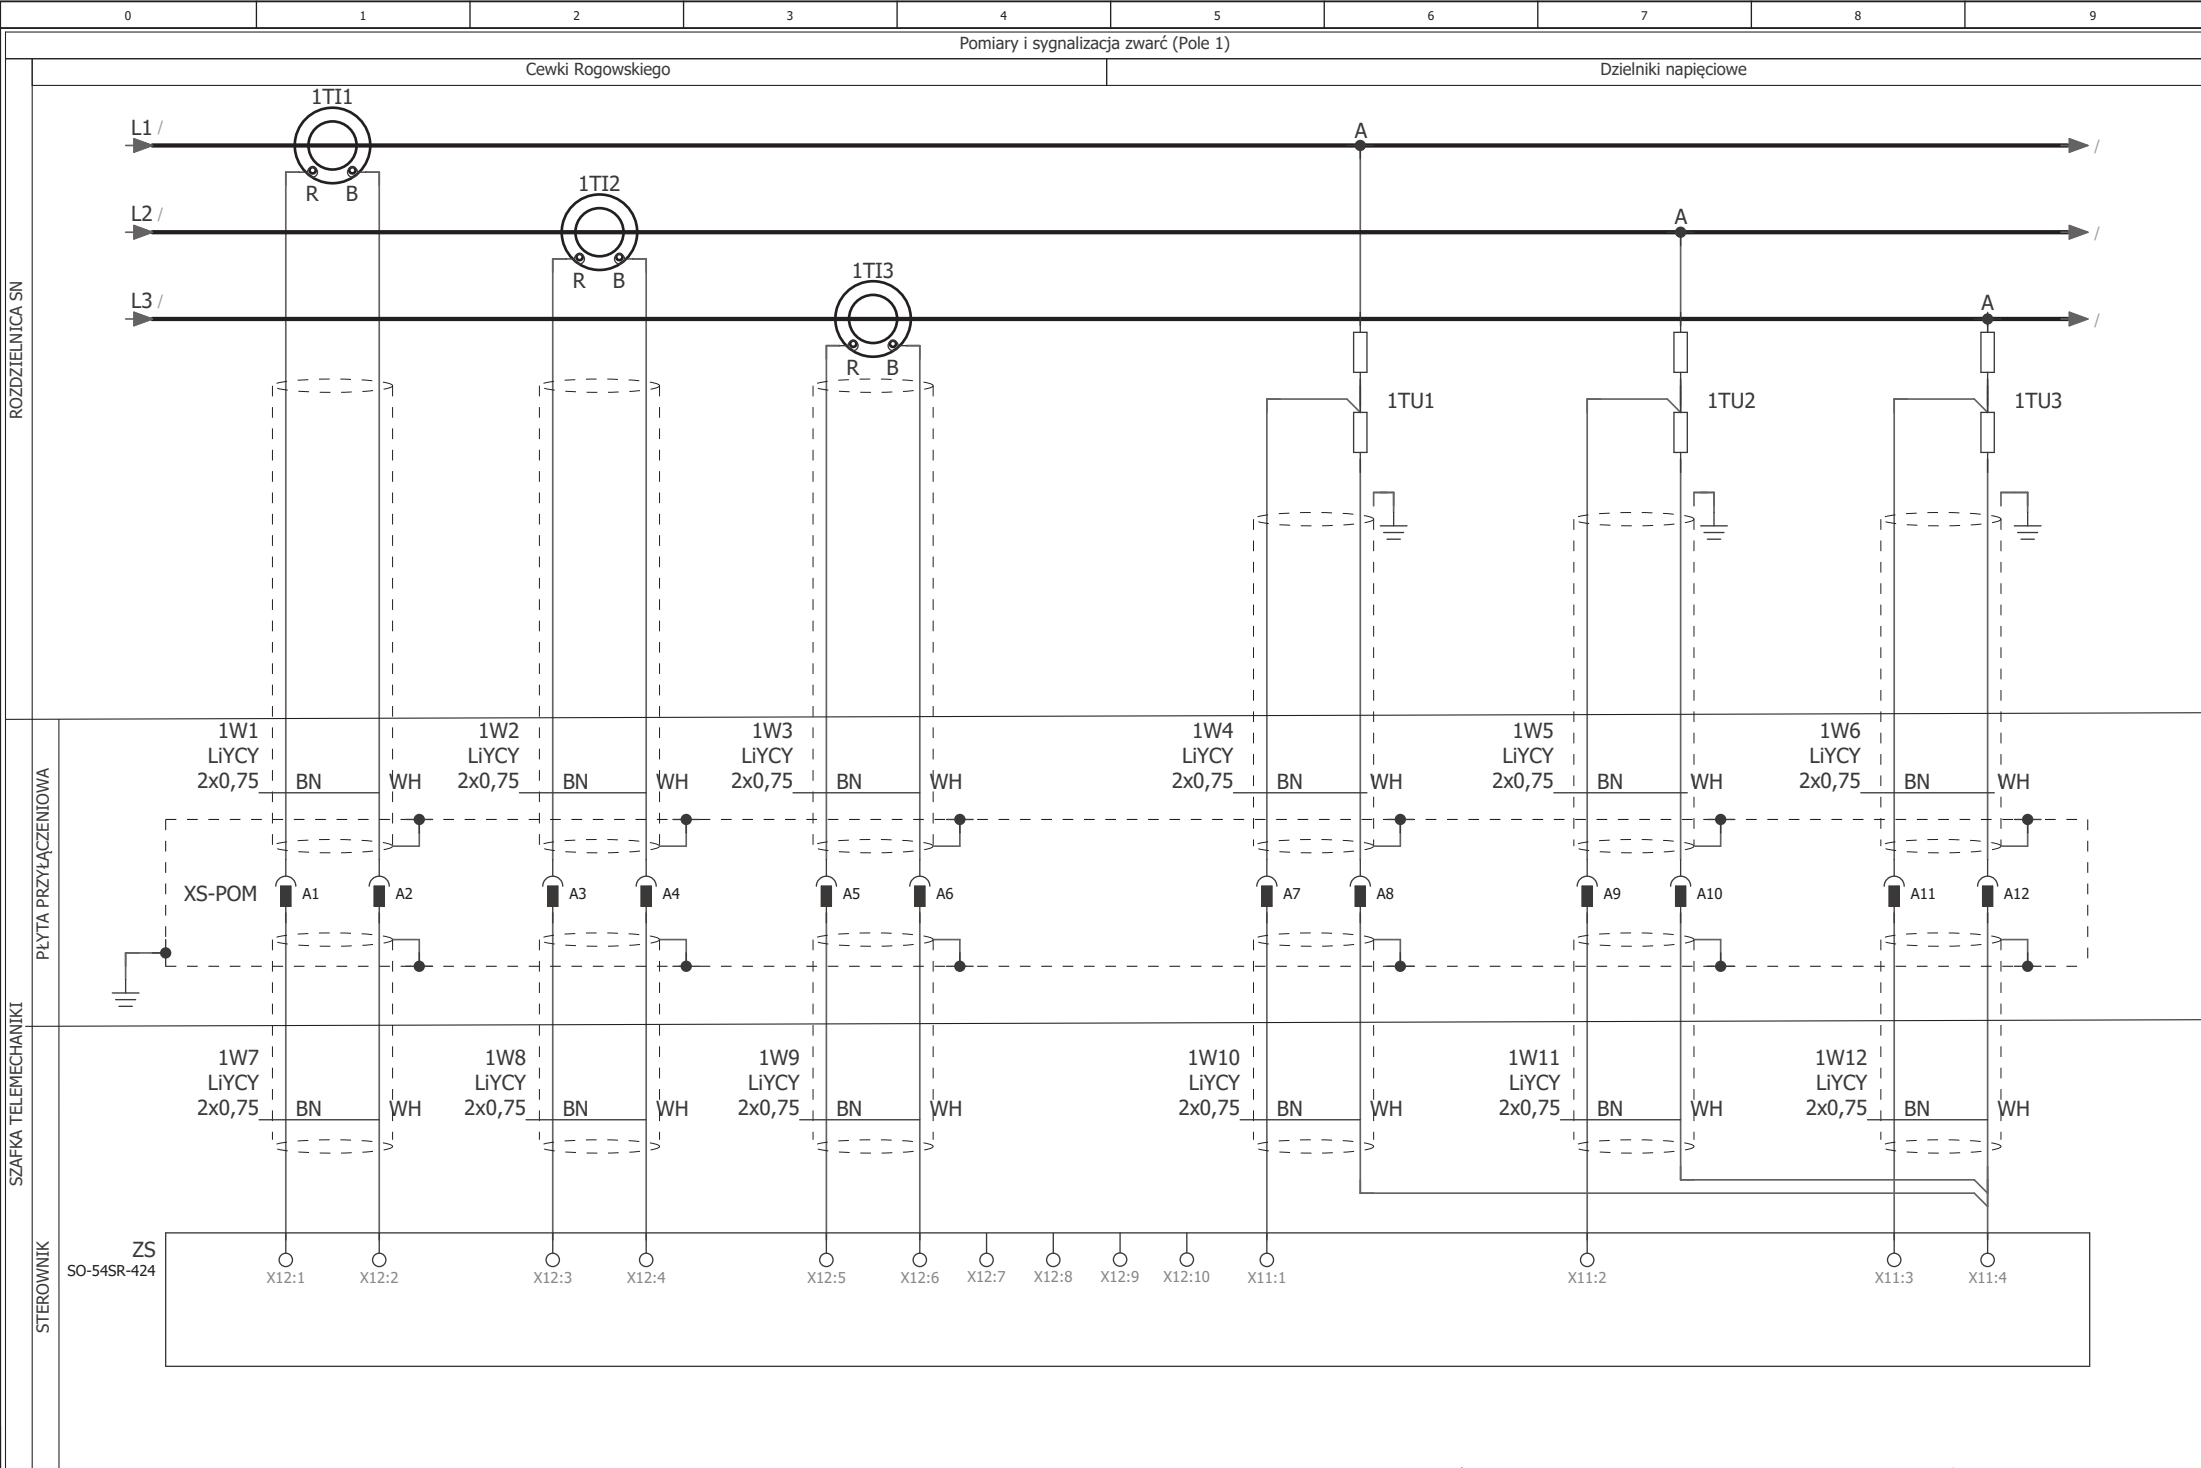 0 1 2 3 4 5 6 7 8 9
Pomiary i sygnalizacja zwarć (Pole 1)
Cewki Rogowskiego Dzielniki napięciowe
1TI1
L1 / A /
R B
1TI2
L2 / A /
R B
1TI3
L3 / A /
R B
ROZDZIELNICA SN
1TU1 1TU2 1TU3
1W1 1W2 1W3 1W4 1W5 1W6
LiYCY LiYCY LiYCY LiYCY LiYCY LiYCY
2x0,75 BN WH 2x0,75 BN WH 2x0,75 BN WH 2x0,75 BN WH 2x0,75 BN WH 2x0,75 BN WH
PŁYTA PRZYŁĄCZENIOWA
XS-POM A1 A2 A3 A4 A5 A6 A7 A8 A9 A10 A11 A12
SZAFKA TELEMECHANIKI
1W7 1W8 1W9 1W10 1W11 1W12
LiYCY LiYCY LiYCY LiYCY LiYCY LiYCY
2x0,75 BN WH 2x0,75 BN WH 2x0,75 BN WH 2x0,75 BN WH 2x0,75 BN WH 2x0,75 BN WH
STEROWNIK
ZS
SO-54SR-424
X12:1 X12:2 X12:3 X12:4 X12:5 X12:6 X12:7 X12:8 X12:9 X12:10 X11:1 X11:2 X11:3 X11:4